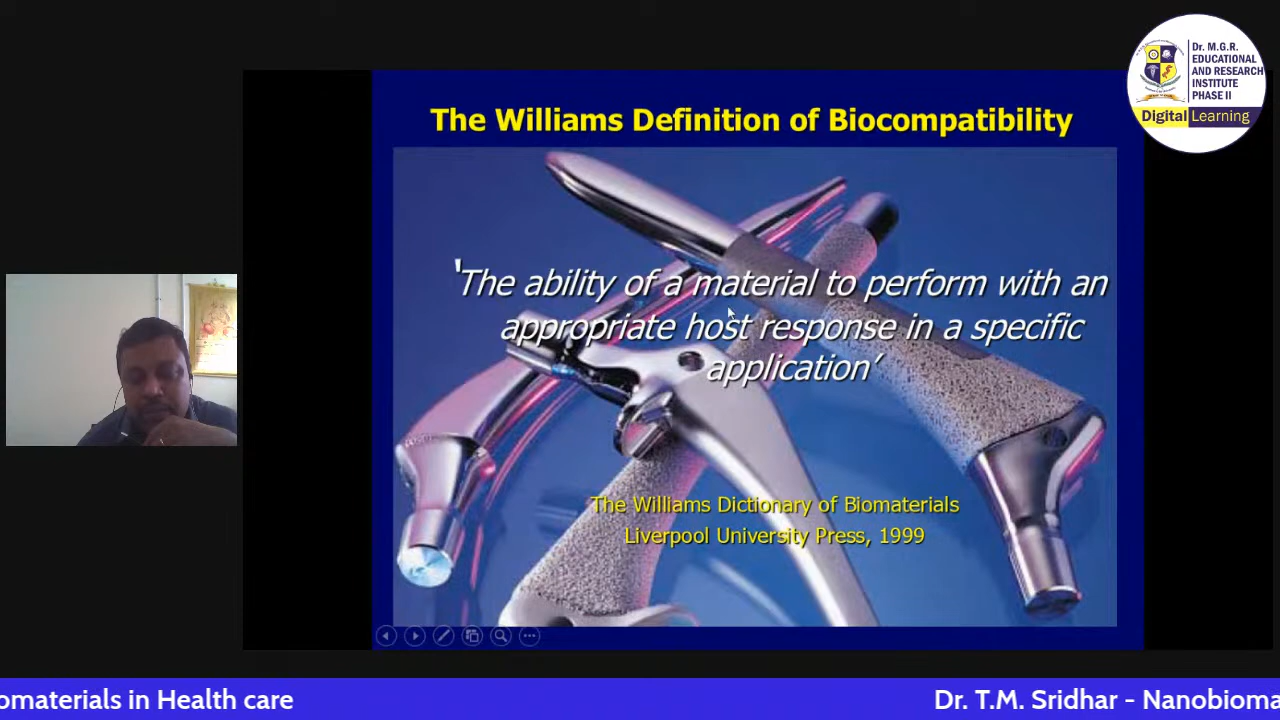 Dr. M.G.R.
EDUCATIONAL
AND RESEARCH
INSTITUTE
PHASE II
Digital Learning
The Williams Definition of Biocompatibility
'The ability of a material to perform with an
appropriate host response in a specific
application’
The Williams Dictionary of Biomaterials
Liverpool University Press, 1999
omaterials in Health care
Dr. T.M. Sridhar - Nanobioma